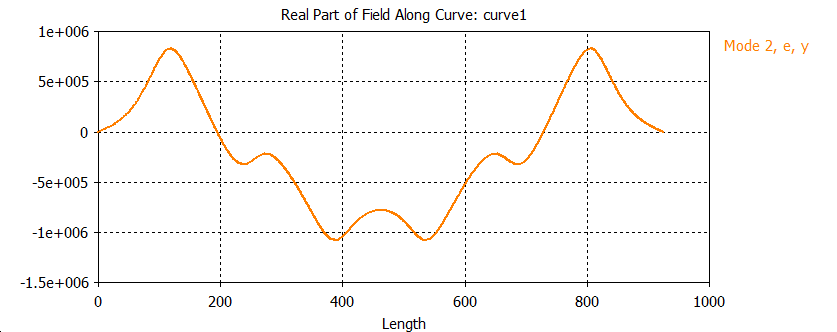 Real Part of Field Along Curve: curve1
Mode 2, e, y
1e+006
5e+005
0
-5e+005
-1e+006
-1.5e+006
0 200 400 600 800 1000
Length